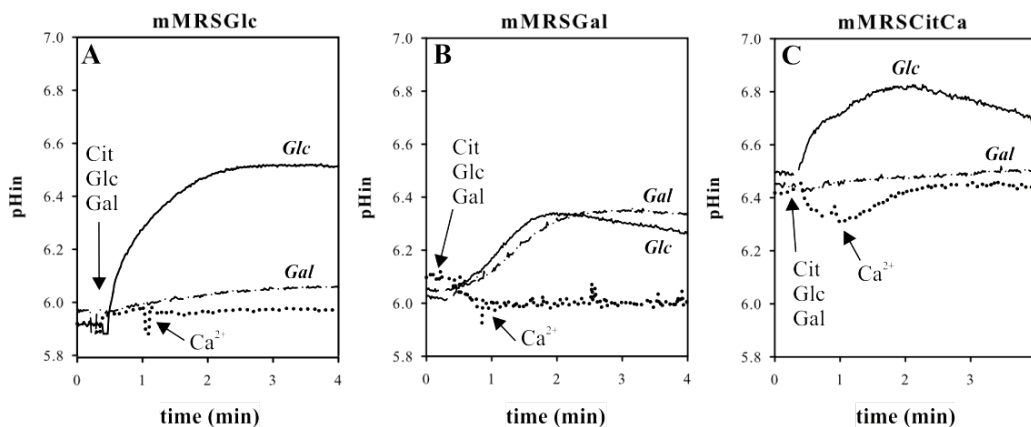 mMRSGlc
A
pHin
7.0
6.8
6.6
6.4
6.2
6.0
5.8
Cit
Glc
Gal
Glc
Gal
Ca²⁺
0 1 2 3 4
time (min)
mMRSGal
B
pHin
7.0
6.8
6.6
6.4
6.2
6.0
5.8
Cit
Glc
Gal
Gal
Glc
Ca²⁺
0 1 2 3 4
time (min)
mMRSCitCa
C
pHin
7.0
6.8
6.6
6.4
6.2
6.0
5.8
Glc
Gal
Ca²⁺
Cit
Glc
Gal
0 1 2 3 4
time (min)